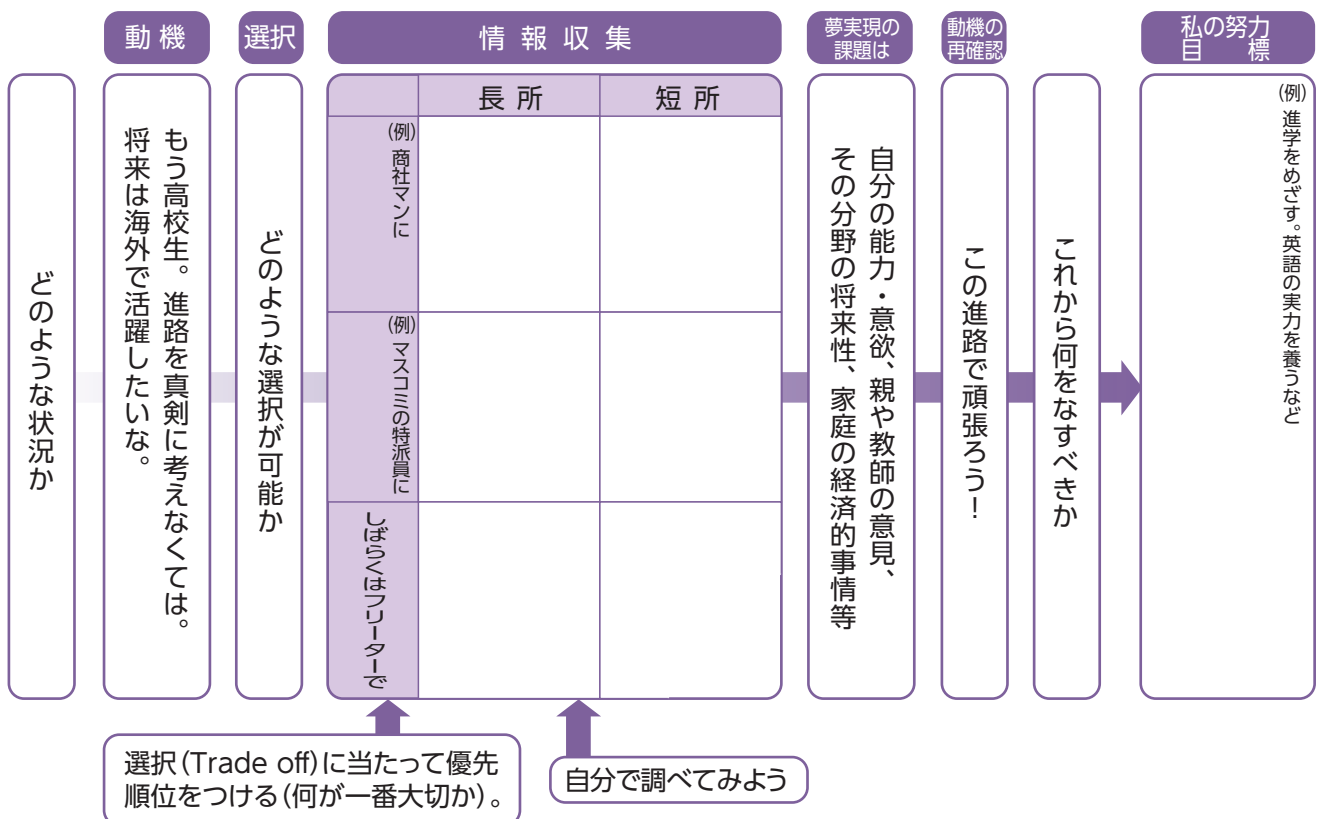 動機
選択
情報収集
夢実現の
課題は
動機の
再確認
私の努力
目標
どのような状況か
もう高校生。進路を真剣に考えなくては。
将来は海外で活躍したいな。
どのような選択が可能か
長所
短所
(例) 商社マンに
(例) マスコミの特派員に
しばらくはフリーターで
自分の能力・意欲、親や教師の意見、
その分野の将来性、家庭の経済的事情等
この進路で頑張ろう!
これから何をなすべきか
(例) 進学をめざす。英語の実力を養うなど
選択(Trade off)に当たって優先
順位をつける(何が一番大切か)。
自分で調べてみよう